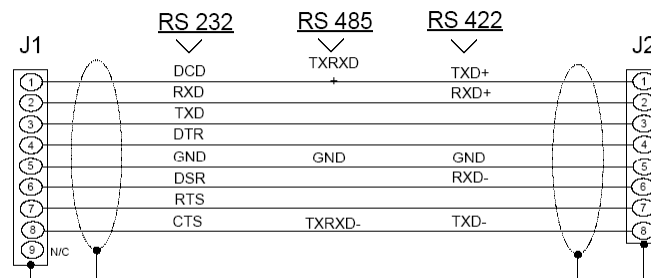 RS 232 RS 485 RS 422
J1 J2
DCD TXRXD
+ TXD+
RXD RXD+
TXD
DTR
GND GND GND
DSR RXD-
RTS
CTS TXRXD- TXD-
1 1
2 2
3 3
4 4
5 5
6 6
7 7
8 8
9 N/C